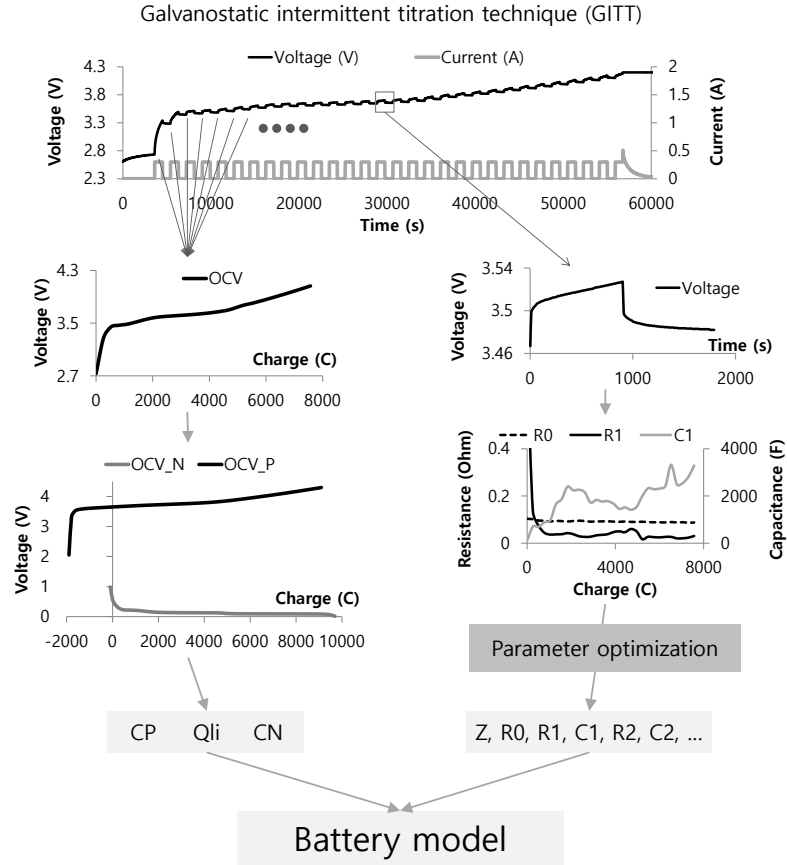 Galvanostatic intermittent titration technique (GITT)
Voltage (V) Current (A)
4.3 3.8 3.3 2.8 2.3
Voltage (V)
2 1.5 1 0.5 0
Current (A)
0 10000 20000 30000 40000 50000 60000
Time (s)
OCV
4.3 3.5 2.7
Voltage (V)
Charge (C)
0 2000 4000 6000 8000
Voltage
3.54 3.5 3.46
Voltage (V)
Time (s)
0 1000 2000
OCV_N OCV_P
4 3 2 1 0
Voltage (V)
Charge (C)
-2000 0 2000 4000 6000 8000 10000
R0 R1 C1
0.4 0.2 0
Resistance (Ohm)
4000 2000 0
Capacitance (F)
0 4000 8000
Charge (C)
Parameter optimization
CP Qli CN
Z, R0, R1, C1, R2, C2, ...
Battery model